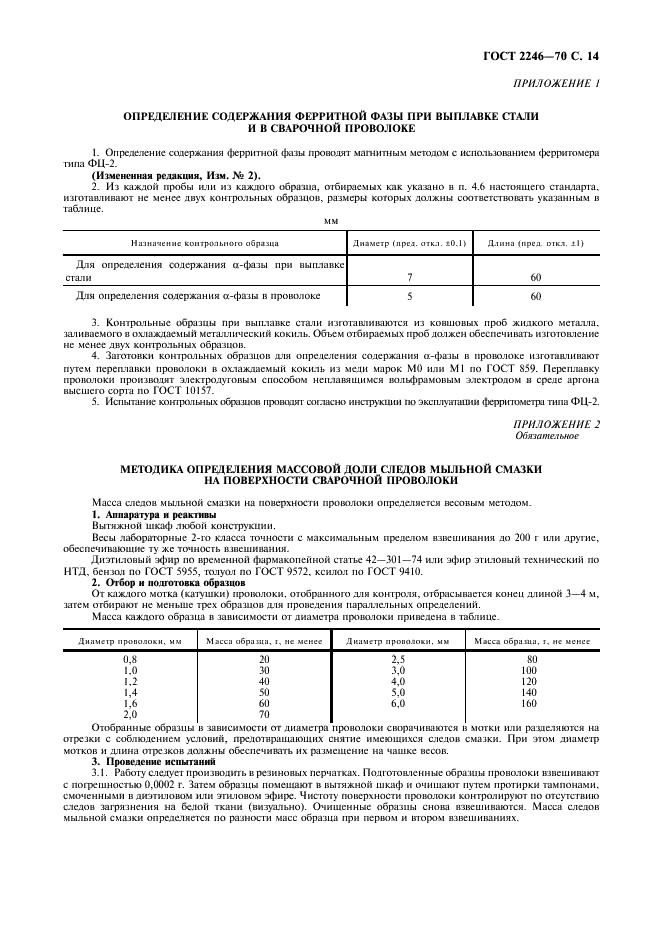 ГОСТ 2246—70 С. 14
ПРИЛОЖЕНИЕ 1
ОПРЕДЕЛЕНИЕ СОДЕРЖАНИЯ ФЕРРИТНОЙ ФАЗЫ ПРИ ВЫПЛАВКЕ СТАЛИ
И В СВАРОЧНОЙ ПРОВОЛОКЕ
1. Определение содержания ферритной фазы проводят магнитным методом с использованием ферритомера
типа ФЦ-2.
(Измененная редакция, Изм. № 2).
2. Из каждой пробы или из каждого образца, отбираемых как указано в п. 4.6 настоящего стандарта,
изготавливают не менее двух контрольных образцов, размеры которых должны соответствовать указанным в
таблице.
мм
Назначение контрольного образца Диаметр (пред. откл. ±0,1) Длина (пред. откл. ±1)
Для определения содержания α-фазы при выплавке
стали 7 60
Для определения содержания α-фазы в проволоке 5 60
3. Контрольные образцы при выплавке стали изготавливаются из ковшовых проб жидкого металла,
заливаемого в охлаждаемый металлический кокиль. Объем отбираемых проб должен обеспечивать изготовление
не менее двух контрольных образцов.
4. Заготовки контрольных образцов для определения содержания α-фазы в проволоке изготавливают
путем переплавки проволоки в охлаждаемый кокиль из меди марок М0 или М1 по ГОСТ 859. Переплавку
проволоки производят электродуговым способом неплавящимся вольфрамовым электродом в среде аргона
высшего сорта по ГОСТ 10157.
5. Испытание контрольных образцов проводят согласно инструкции по эксплуатации ферритометра типа ФЦ-2.
ПРИЛОЖЕНИЕ 2
Обязательное
МЕТОДИКА ОПРЕДЕЛЕНИЯ МАССОВОЙ ДОЛИ СЛЕДОВ МЫЛЬНОЙ СМАЗКИ
НА ПОВЕРХНОСТИ СВАРОЧНОЙ ПРОВОЛОКИ
Масса следов мыльной смазки на поверхности проволоки определяется весовым методом.
1. Аппаратура и реактивы
Вытяжной шкаф любой конструкции.
Весы лабораторные 2-го класса точности с максимальным пределом взвешивания до 200 г или другие,
обеспечивающие ту же точность взвешивания.
Диэтиловый эфир по временной фармакопейной статье 42—301—74 или эфир этиловый технический по
НТД, бензол по ГОСТ 5955, толуол по ГОСТ 9572, ксилол по ГОСТ 9410.
2. Отбор и подготовка образцов
От каждого мотка (катушки) проволоки, отобранного для контроля, отбрасывается конец длиной 3—4 м,
затем отбирают не меньше трех образцов для проведения параллельных определений.
Масса каждого образца в зависимости от диаметра проволоки приведена в таблице.
Диаметр проволоки, мм Масса образца, г, не менее Диаметр проволоки, мм Масса образца, г, не менее
0,8 20 2,5 80
1,0 30 3,0 100
1,2 40 4,0 120
1,4 50 5,0 140
1,6 60 6,0 160
2,0 70
Отобранные образцы в зависимости от диаметра проволоки сворачиваются в мотки или разделяются на
отрезки с соблюдением условий, предотвращающих снятие имеющихся следов смазки. При этом диаметр
мотков и длина отрезков должны обеспечивать их размещение на чашке весов.
3. Проведение испытаний
3.1. Работу следует производить в резиновых перчатках. Подготовленные образцы проволоки взвешивают
с погрешностью 0,0002 г. Затем образцы помещают в вытяжной шкаф и очищают путем протирки тампонами,
смоченными в диэтиловом или этиловом эфире. Чистоту поверхности проволоки контролируют по отсутствию
следов загрязнения на белой ткани (визуально). Очищенные образцы снова взвешиваются. Масса следов
мыльной смазки определяется по разности масс образца при первом и втором взвешиваниях.